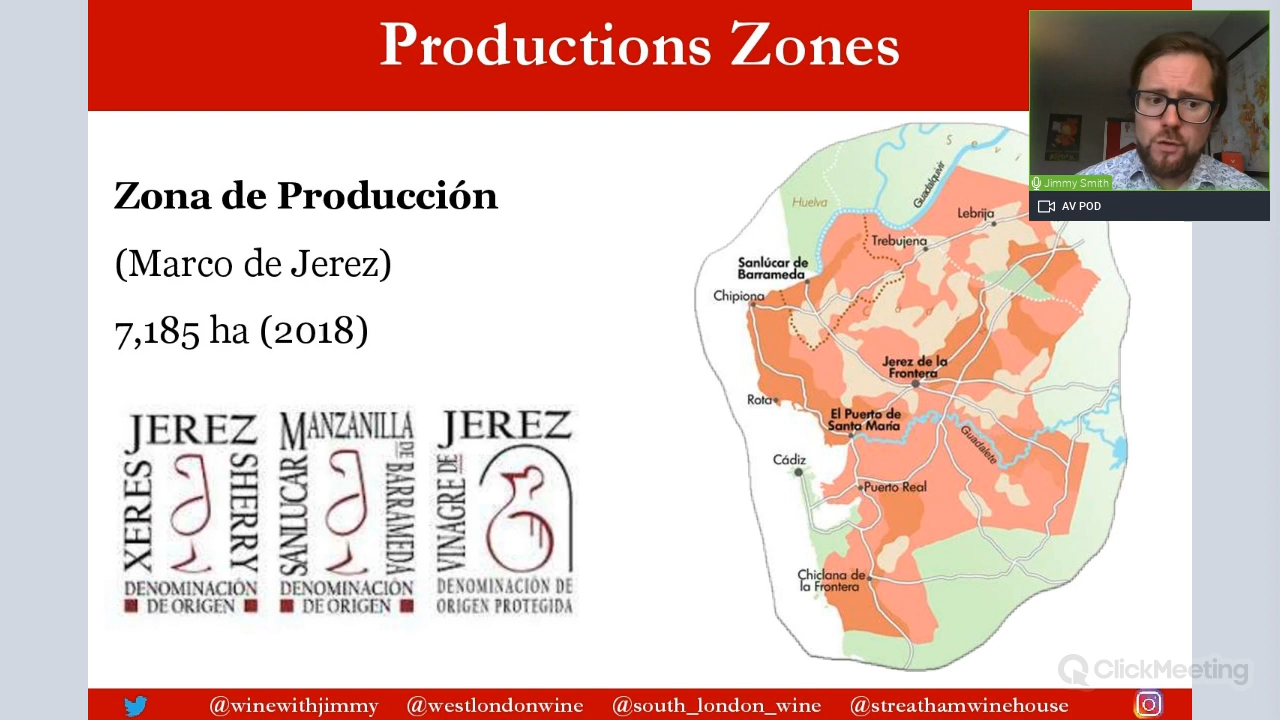 Productions Zones
Jimmy Smith
AV POD
Zona de Producción
(Marco de Jerez)
7,185 ha (2018)
JEREZ
XERES
SHERRY
DENOMINACIÓN
DE ORIGEN
MANZANILLA
SANLUCAR
DE BARRAMEDA
DENOMINACIÓN
DE ORIGEN
JEREZ
VINAGRE DE
DENOMINACIÓN DE
ORIGEN PROTEGIDA
Sevi
Huelva
Guadalquivir
Lebrija
Trebujena
Sanlúcar de
Barrameda
Chipiona
Jerez de la
Frontera
Rota
El Puerto de
Santa María
Guadalete
Cádiz
Puerto Real
Chiclana de
la Frontera
ClickMeeting
@winewithjimmy @westlondonwine @south_london_wine @streathamwinehouse